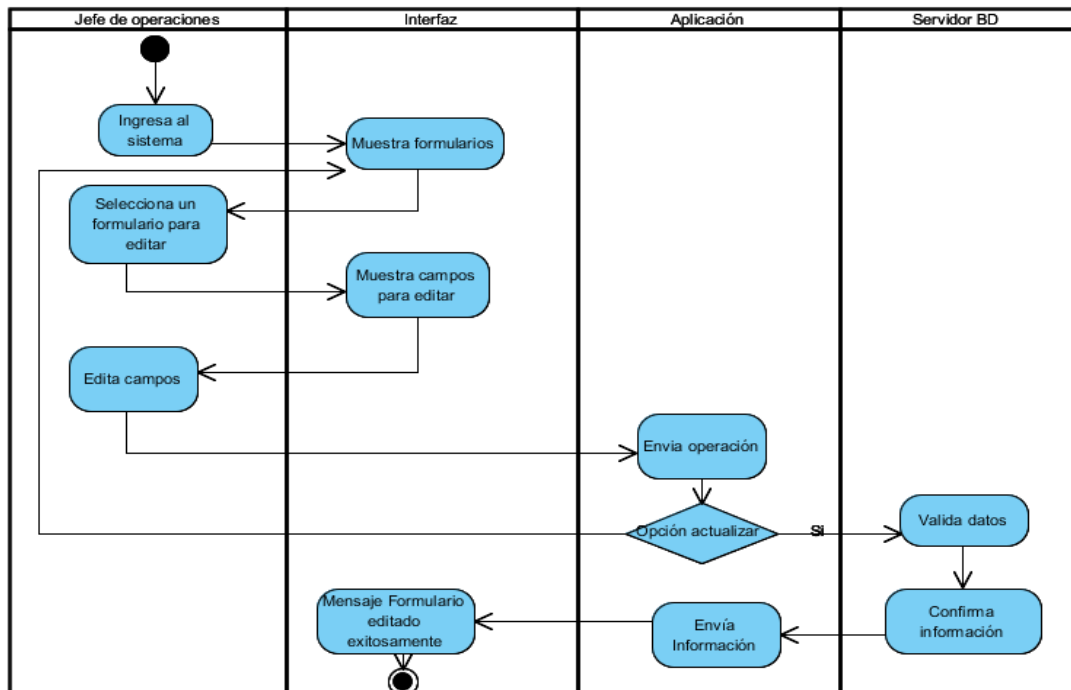 Jefe de operaciones
Interfaz
Aplicación
Servidor BD
Ingresa al
sistema
Muestra formularios
Selecciona un
formulario para
editar
Muestra campos
para editar
Edita campos
Envia operación
Opción actualizar
Si
Valida datos
Confirma
información
Envía
Información
Mensaje Formulario
editado
exitosamente